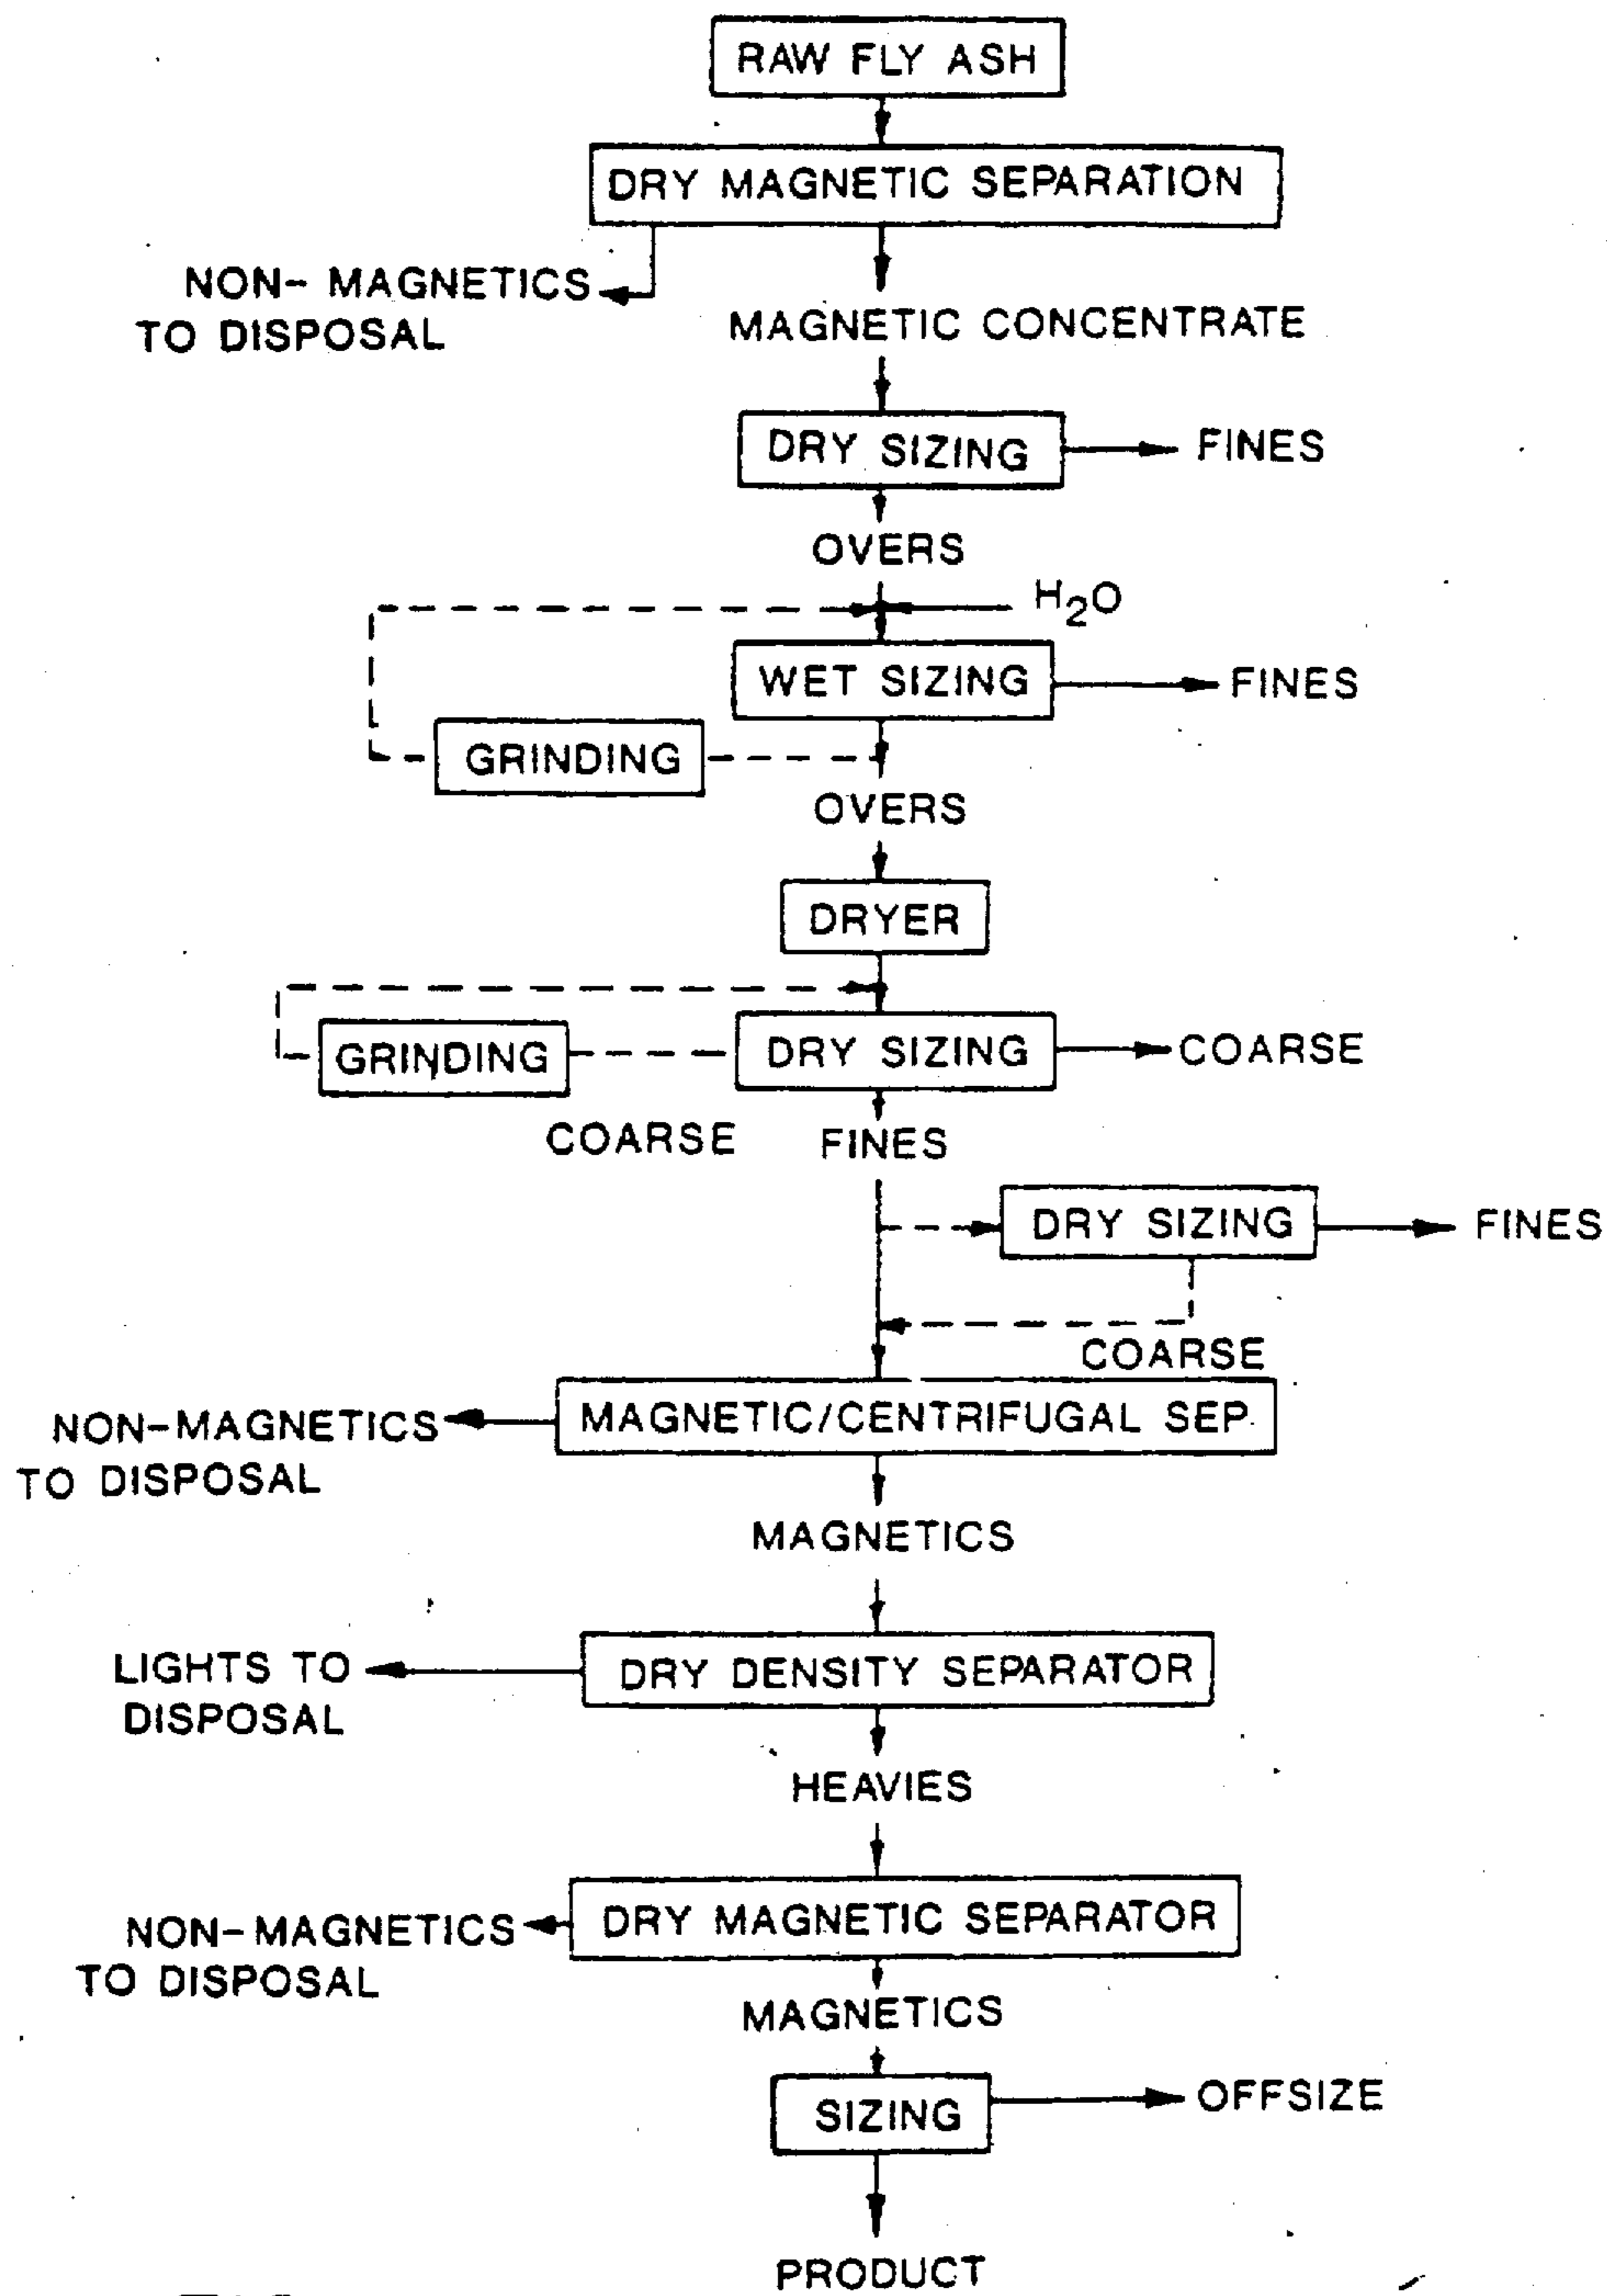 RAW FLY ASH
DRY MAGNETIC SEPARATION
NON- MAGNETICS
TO DISPOSAL
MAGNETIC CONCENTRATE
DRY SIZING
FINES
OVERS
H2O
WET SIZING
FINES
GRINDING
OVERS
DRYER
GRINDING
DRY SIZING
COARSE
COARSE
FINES
DRY SIZING
FINES
COARSE
MAGNETIC/CENTRIFUGAL SEP.
NON-MAGNETICS
TO DISPOSAL
MAGNETICS
LIGHTS TO
DISPOSAL
DRY DENSITY SEPARATOR
HEAVIES
DRY MAGNETIC SEPARATOR
NON-MAGNETICS
TO DISPOSAL
MAGNETICS
SIZING
OFFSIZE
PRODUCT